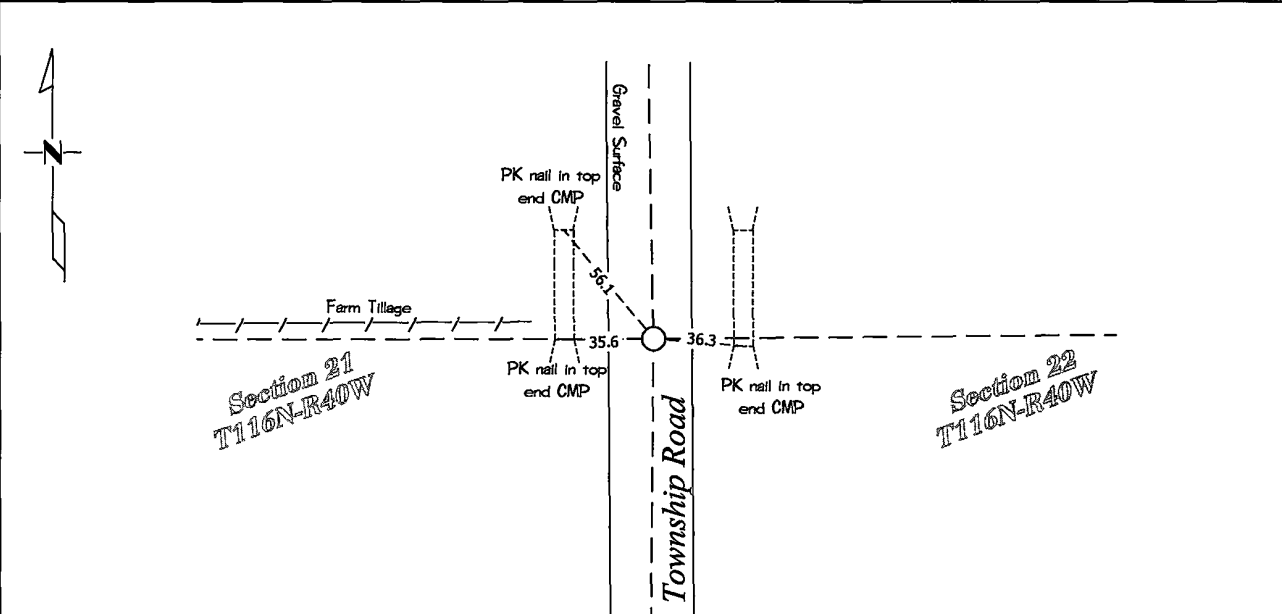 N
Gravel Surface
PK nail in top
end CMP
56.1
Farm Tillage
35.6
36.3
PK nail in top
end CMP
PK nail in top
end CMP
Section 21
T116N-R40W
Section 22
T116N-R40W
Township Road